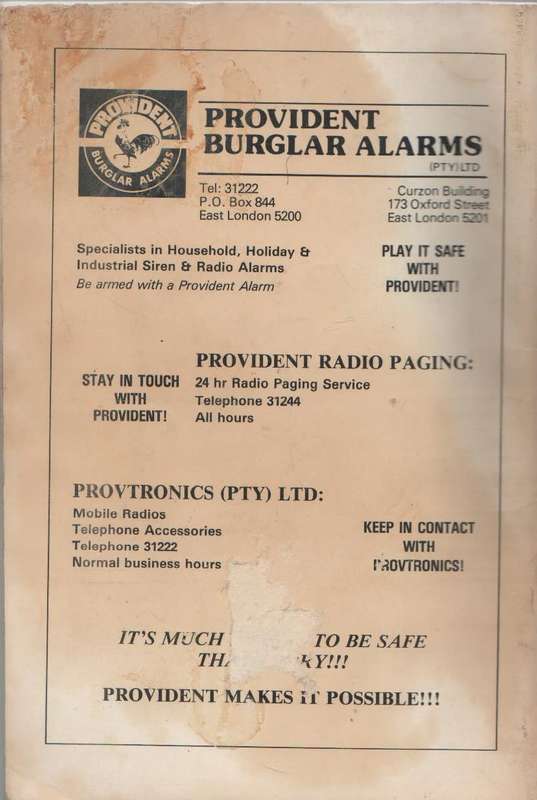 PROVIDENT
BURGLAR ALARMS
PROVIDENT
BURGLAR ALARMS
(PTY) LTD
Tel: 31222
P.O. Box 844
East London 5200
Curzon Building
173 Oxford Street
East London 5201
Specialists in Household, Holiday &
Industrial Siren & Radio Alarms
Be armed with a Provident Alarm
PLAY IT SAFE
WITH
PROVIDENT!
PROVIDENT RADIO PAGING:
STAY IN TOUCH
WITH
PROVIDENT!
24 hr Radio Paging Service
Telephone 31244
All hours
PROVTRONICS (PTY) LTD:
Mobile Radios
Telephone Accessories
Telephone 31222
Normal business hours
KEEP IN CONTACT
WITH
PROVTRONICS!
IT'S MUCH TO BE SAFE
PROVIDENT MAKES IT POSSIBLE!!!